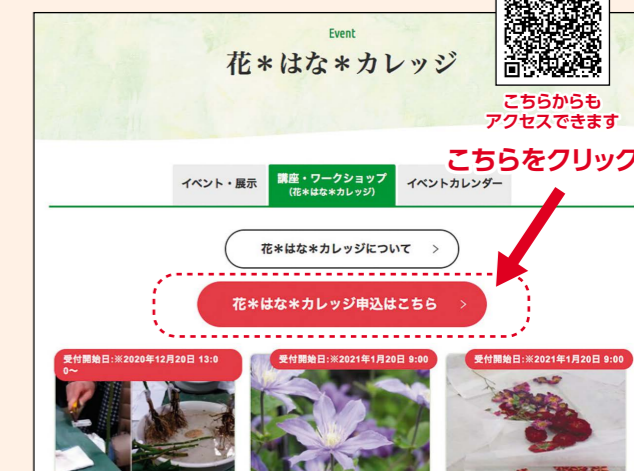 Event
花＊はな＊カレッジ
こちらからも
アクセスできます
こちらをクリック
イベント・展示
講座・ワークショップ
（花＊はな＊カレッジ）
イベントカレンダー
花＊はな＊カレッジについて ＞
花＊はな＊カレッジ申込はこちら ＞
受付開始日:※2020年12月20日 13:0
0〜
受付開始日:※2021年1月20日 9:00
受付開始日:※2021年1月20日 9:00